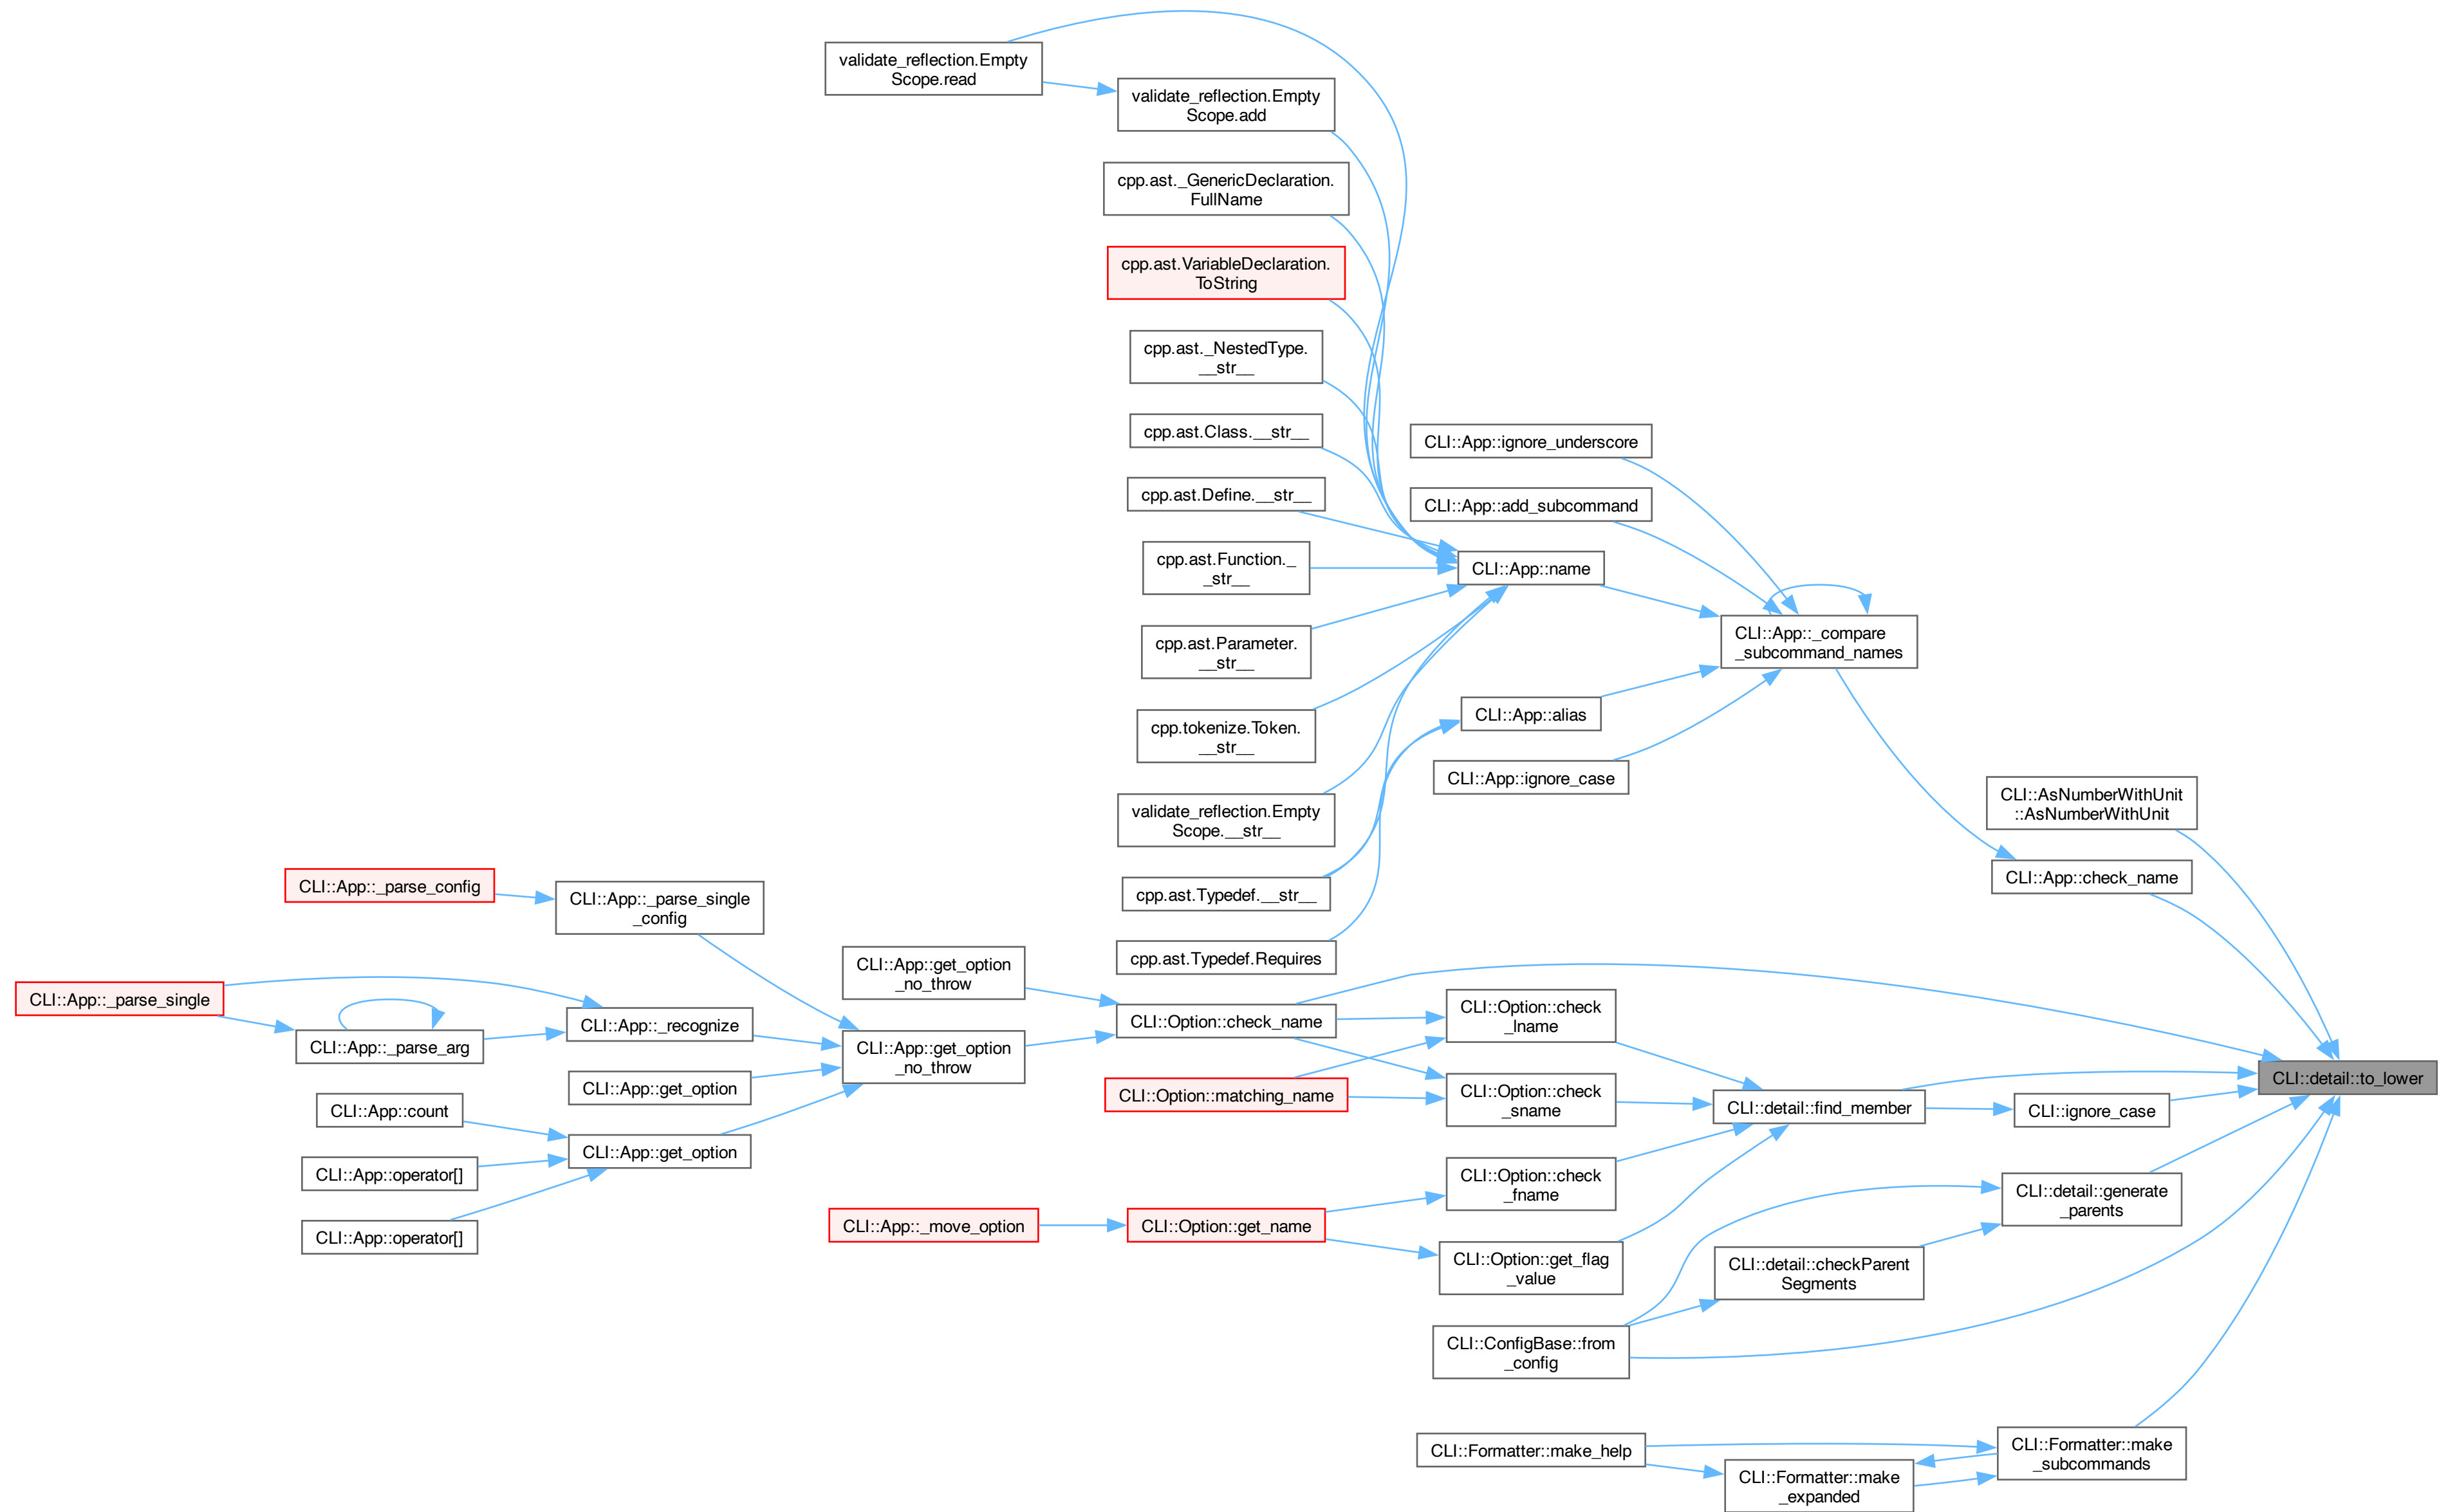 validate_reflection.Empty
Scope.read
validate_reflection.Empty
Scope.add
cpp.ast._GenericDeclaration.
FullName
cpp.ast.VariableDeclaration.
ToString
cpp.ast._NestedType.
__str__
cpp.ast.Class.__str__
cpp.ast.Define.__str__
cpp.ast.Function._
_str__
cpp.ast.Parameter.
__str__
cpp.tokenize.Token.
__str__
validate_reflection.Empty
Scope.__str__
cpp.ast.Typedef.__str__
cpp.ast.Typedef.Requires
CLI::App::ignore_underscore
CLI::App::add_subcommand
CLI::App::name
CLI::App::_compare
_subcommand_names
CLI::App::alias
CLI::App::ignore_case
CLI::AsNumberWithUnit
::AsNumberWithUnit
CLI::App::check_name
CLI::App::_parse_config
CLI::App::_parse_single
_config
CLI::App::get_option
_no_throw
CLI::App::_parse_single
CLI::App::_parse_arg
CLI::App::_recognize
CLI::App::get_option
_no_throw
CLI::App::get_option
CLI::App::count
CLI::App::get_option
CLI::App::operator[]
CLI::App::operator[]
CLI::Option::check_name
CLI::Option::check
_lname
CLI::Option::matching_name
CLI::Option::check
_sname
CLI::detail::find_member
CLI::ignore_case
CLI::detail::to_lower
CLI::Option::check
_fname
CLI::App::_move_option
CLI::Option::get_name
CLI::Option::get_flag
_value
CLI::detail::generate
_parents
CLI::detail::checkParent
Segments
CLI::ConfigBase::from
_config
CLI::Formatter::make_help
CLI::Formatter::make
_subcommands
CLI::Formatter::make
_expanded